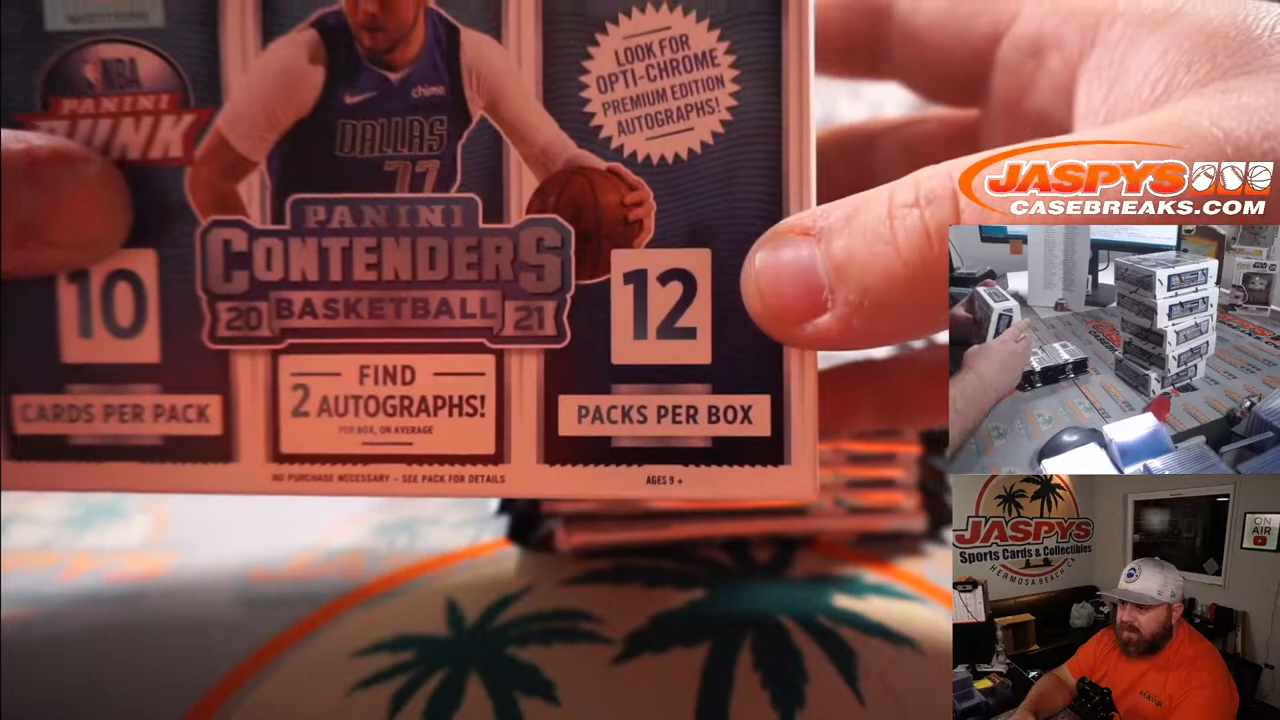 NBA
PANINI
DUNK
chime
DALLAS
77
LOOK FOR
OPTI-CHROME
PREMIUM EDITION
AUTOGRAPHS!
PANINI
CONTENDERS
20 BASKETBALL 21
10
CARDS PER PACK
FIND
2 AUTOGRAPHS!
PER BOX, ON AVERAGE
12
PACKS PER BOX
NO PURCHASE NECESSARY – SEE PACK FOR DETAILS
AGES 9+
JASPYS
CASEBREAKS.COM
JASPYS
Sports Cards & Collectibles
HERMOSA BEACH, CA
ON
AIR